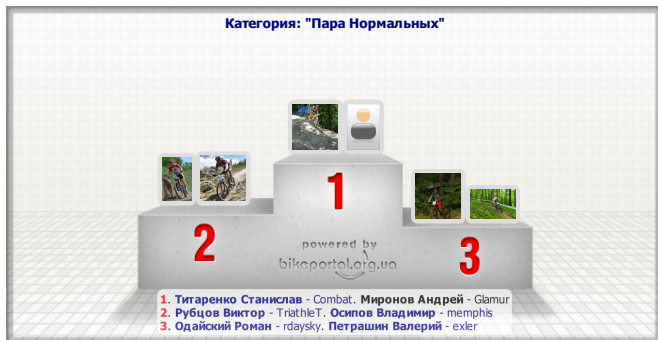 Категория: "Пара Нормальных"
1
2
3
powered by
bikeportal.org.ua
1. Титаренко Станислав - Combat. Миронов Андрей - Glamur
2. Рубцов Виктор - TriathleT. Осипов Владимир - memphis
3. Одайский Роман - rdaysky. Петрашин Валерий - exler